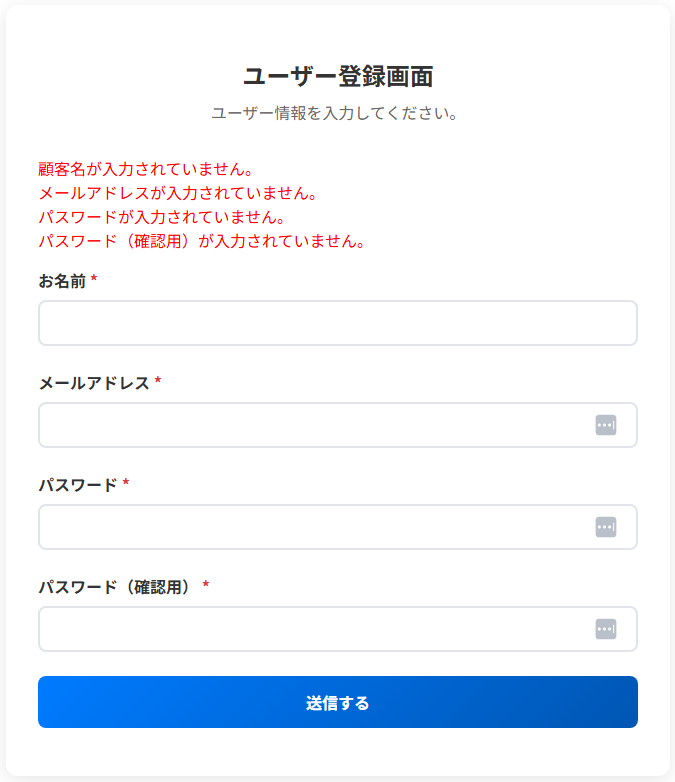 ユーザー登録画面
ユーザー情報を入力してください。
顧客名が入力されていません。
メールアドレスが入力されていません。
パスワードが入力されていません。
パスワード（確認用）が入力されていません。
お名前 *
メールアドレス *
パスワード *
パスワード（確認用） *
送信する